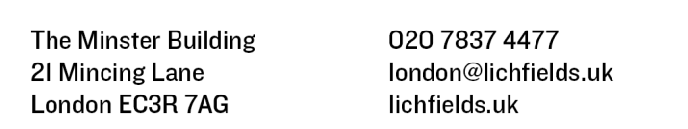 The Minster Building
21 Mincing Lane
London EC3R 7AG
020 7837 4477
london@lichfields.uk
lichfields.uk